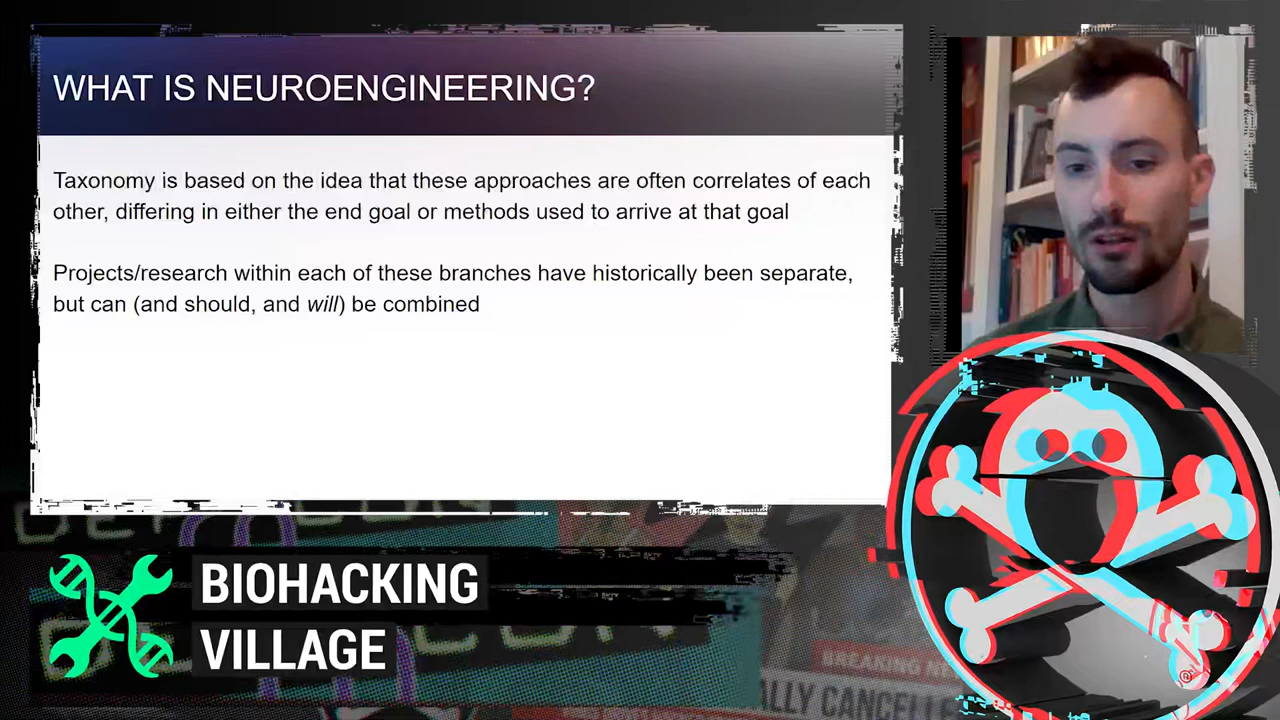 WHAT IS NEUROENGINEERING?
Taxonomy is based on the idea that these approaches are often correlates of each
other, differing in either the end goal or methods used to arrive at that goal
Projects/research within each of these branches have historically been separate,
but can (and should, and will) be combined
BIOHACKING
VILLAGE
BREAKING NE
ALLY CANCELLE
®